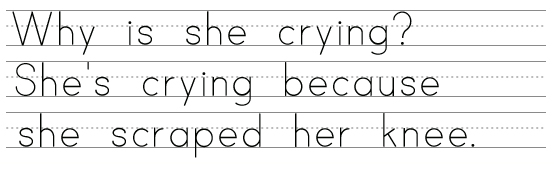 Why is she crying?
She's crying because
she scraped her knee.